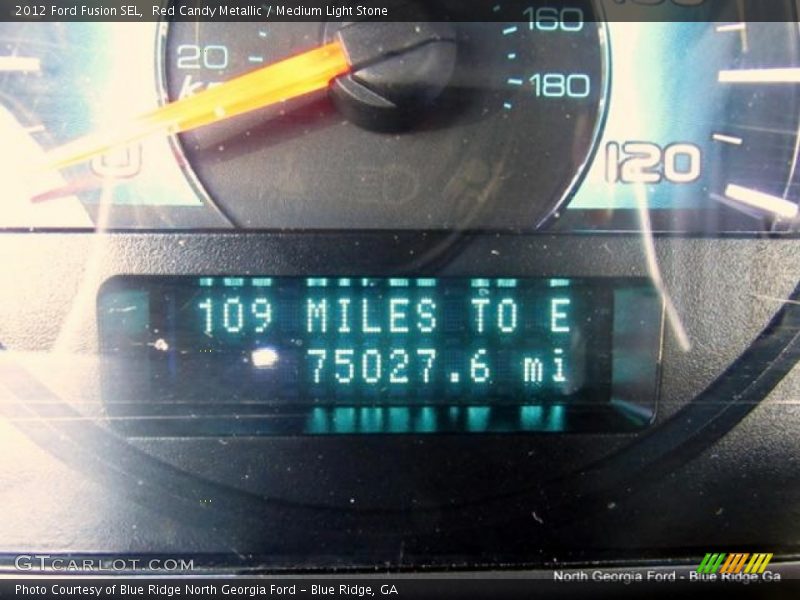 2012 Ford Fusion SEL, Red Candy Metallic / Medium Light Stone
160
20
180
0
120
109 MILES TO E
75027.6 mi
GTCARLOT.COM
North Georgia Ford - Blue Ridge,Ga
Photo Courtesy of Blue Ridge North Georgia Ford – Blue Ridge, GA